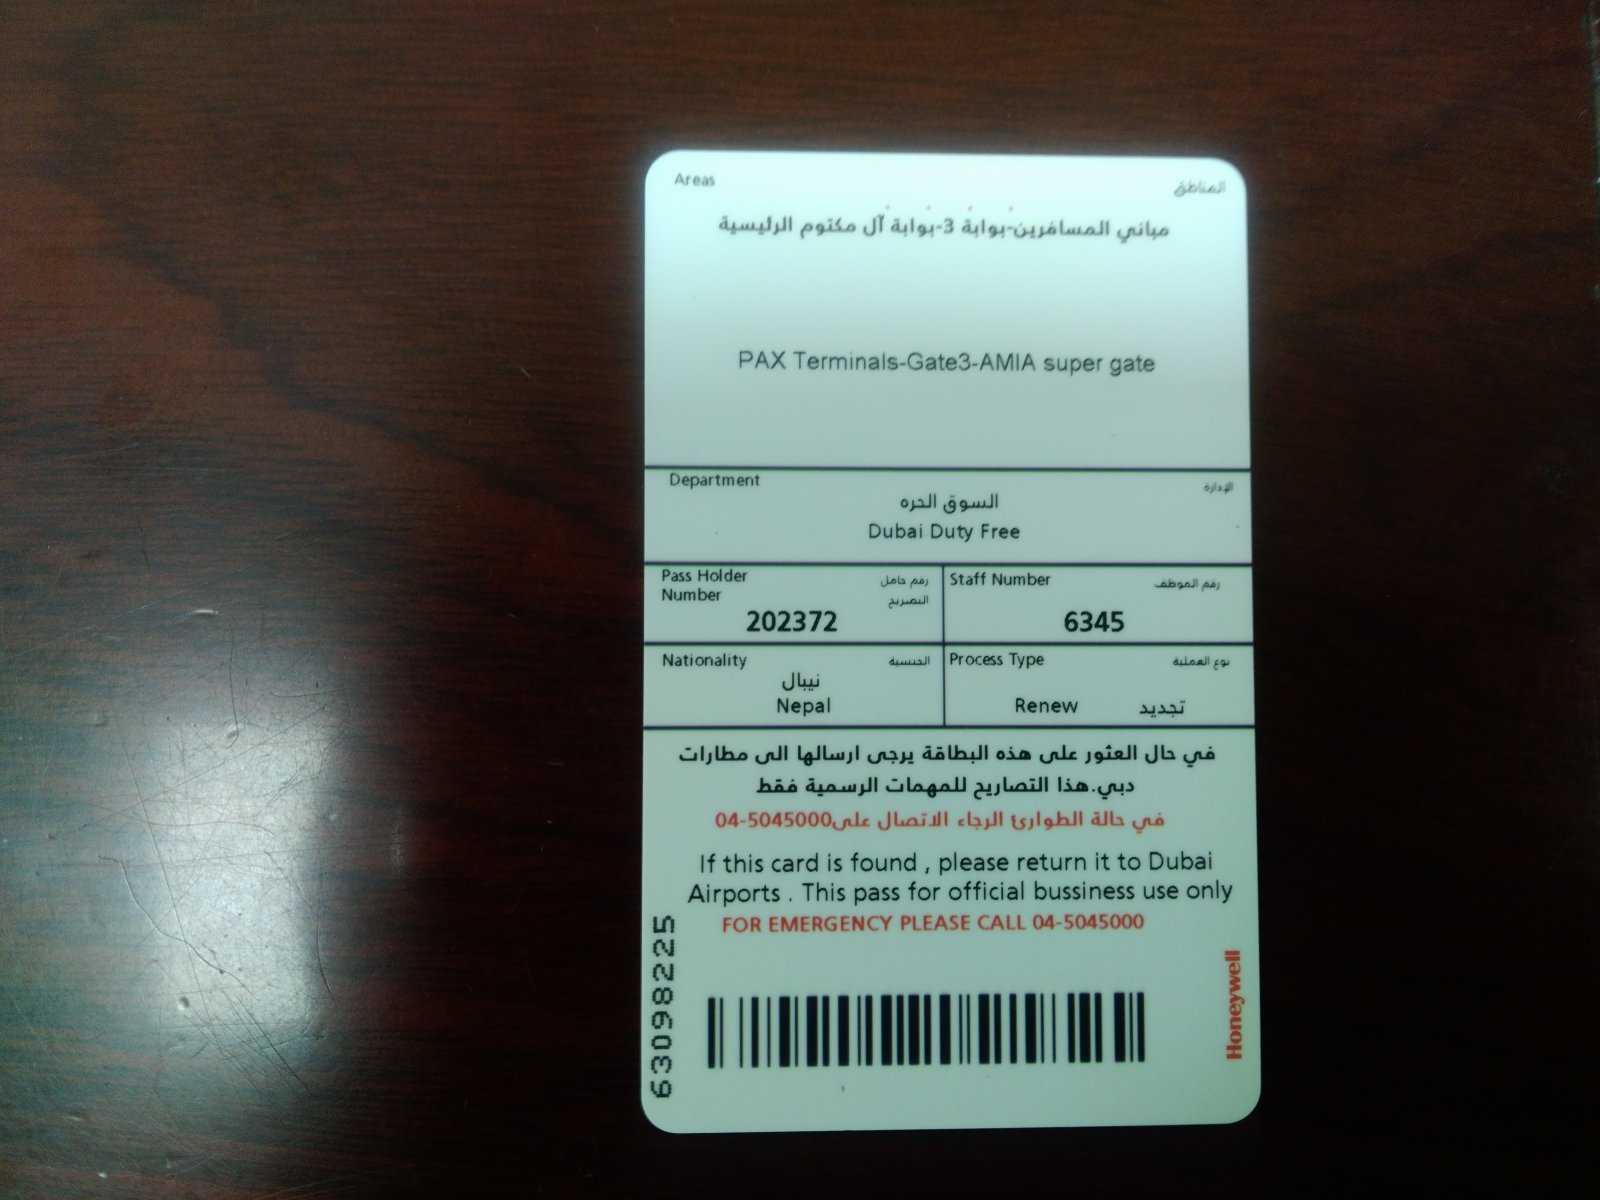 Areas المناطق
مباني المسافرين-بوابة 3-بوابة آل مكتوم الرئيسية
PAX Terminals-Gate3-AMIA super gate
Department الإدارة
السوق الحره
Dubai Duty Free
Pass Holder Number رقم حامل التصريح
202372
Staff Number رقم الموظف
6345
Nationality الجنسية
نيبال
Nepal
Process Type نوع العملية
Renew تجديد
في حال العثور على هذه البطاقة يرجى ارسالها الى مطارات
دبي.هذا التصاريح للمهمات الرسمية فقط
في حالة الطوارئ الرجاء الاتصال على04-5045000
If this card is found , please return it to Dubai
Airports . This pass for official bussiness use only
FOR EMERGENCY PLEASE CALL 04-5045000
63098225
Honeywell